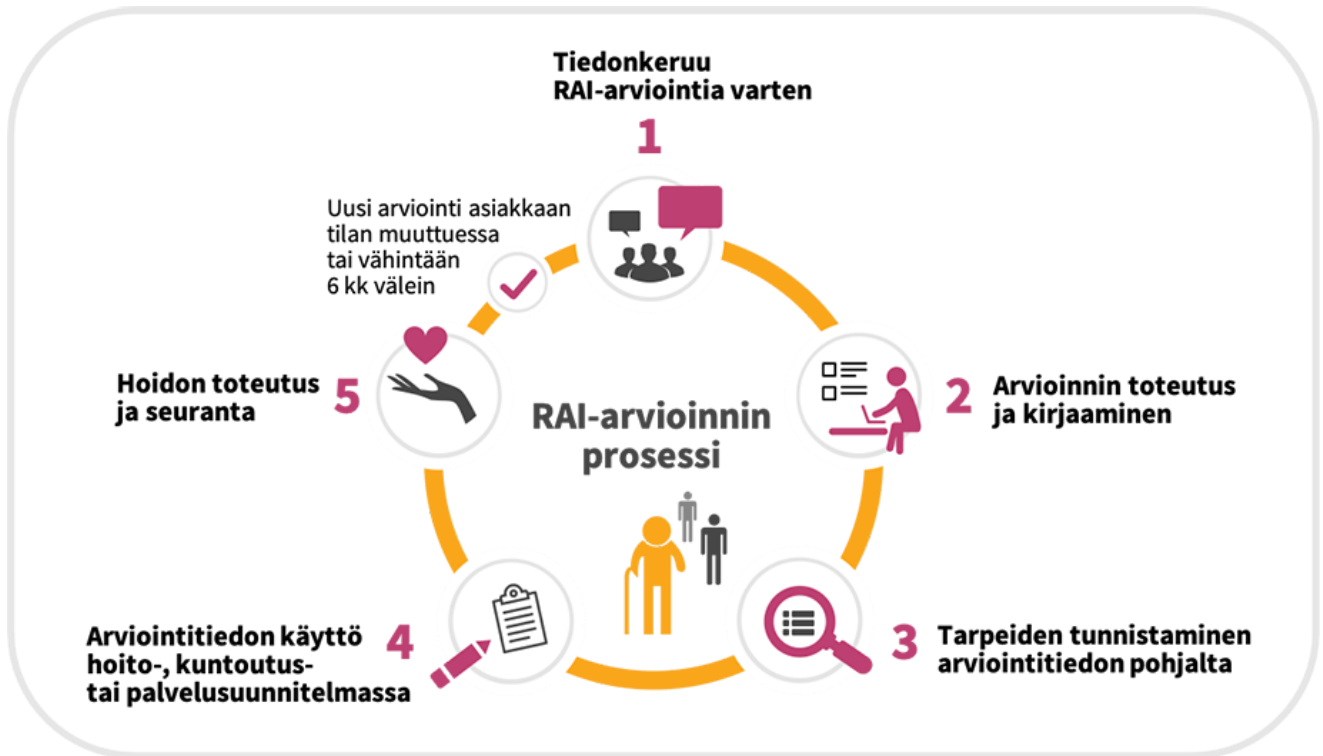 Tiedonkeruu
RAI-arviointia varten
1
Uusi arviointi asiakkaan
tilan muuttuessa
tai vähintään
6 kk välein
Hoidon toteutus
ja seuranta
5
RAI-arvioinnin
prosessi
2
Arvioinnin toteutus
ja kirjaaminen
Arviointitiedon käyttö
hoito-, kuntoutus-
tai palvelusuunnitelmassa
4
3
Tarpeiden tunnistaminen
arviointitiedon pohjalta